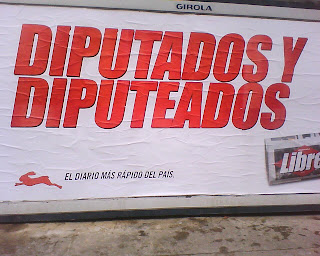 GIROLA
DIPUTADOS Y
DIPUTEADOS
EL DIARIO MÁS RÁPIDO DEL PAÍS.
Libre